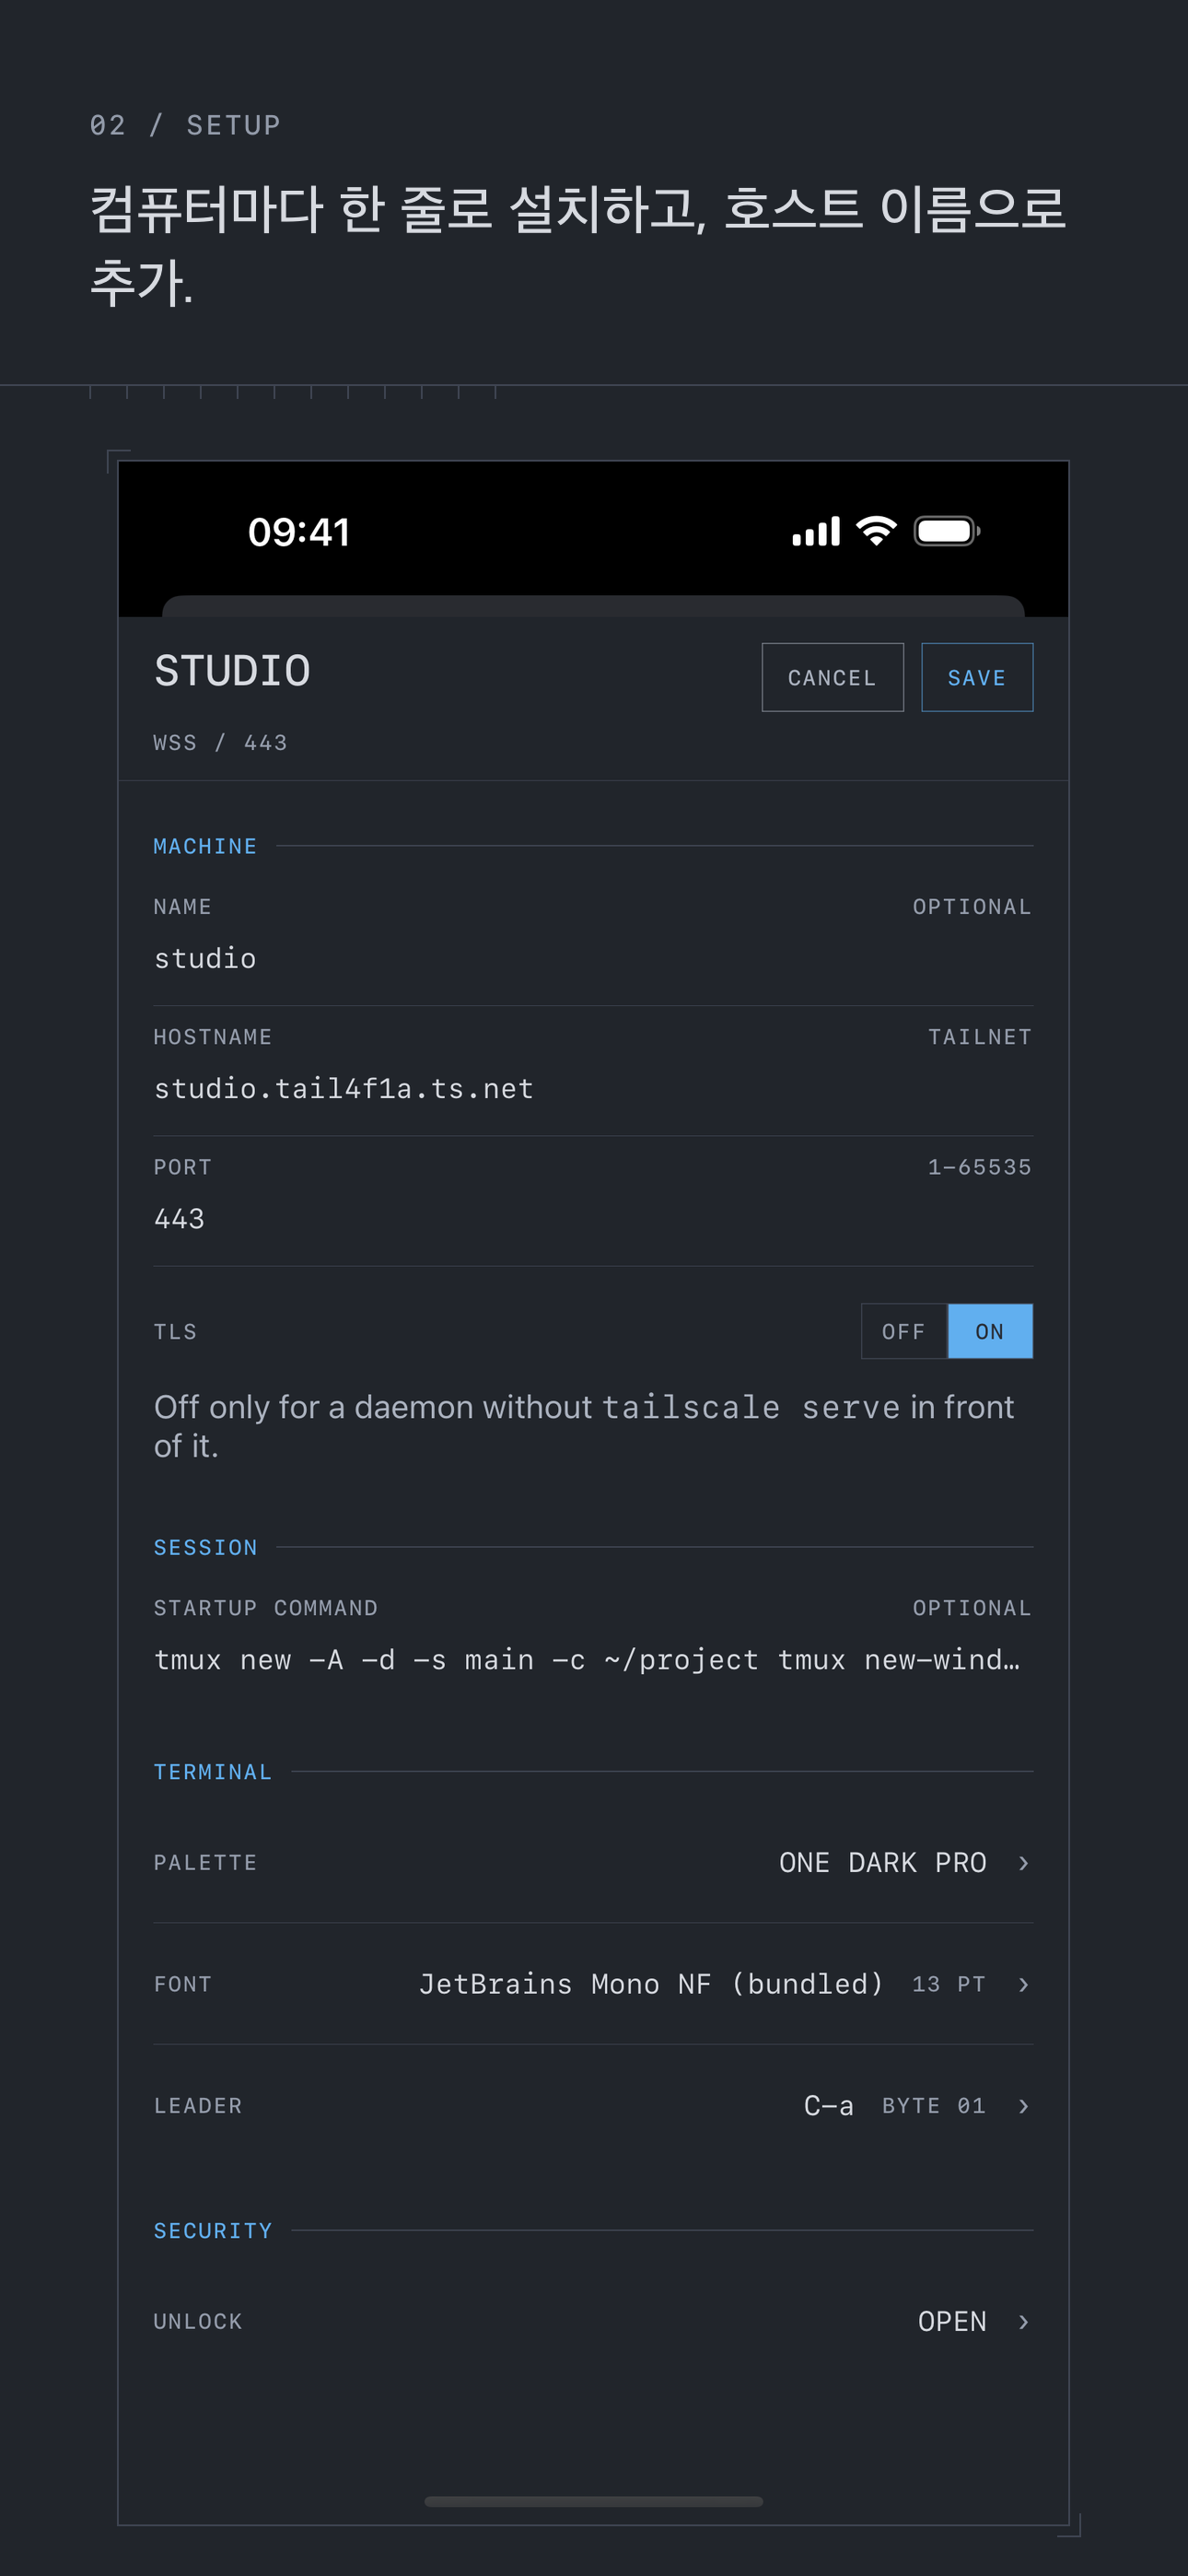 02 / SETUP
컴퓨터마다 한 줄로 설치하고, 호스트 이름으로
추가.
09:41
STUDIO
CANCEL
SAVE
WSS / 443
MACHINE
NAME
OPTIONAL
studio
HOSTNAME
TAILNET
studio.tail4f1a.ts.net
PORT
1–65535
443
TLS
OFF
ON
Off only for a daemon without tailscale serve in front
of it.
SESSION
STARTUP COMMAND
OPTIONAL
tmux new –A –d –s main –c ~/project tmux new–wind…
TERMINAL
PALETTE
ONE DARK PRO ›
FONT
JetBrains Mono NF (bundled) 13 PT ›
LEADER
C–a BYTE 01 ›
SECURITY
UNLOCK
OPEN ›